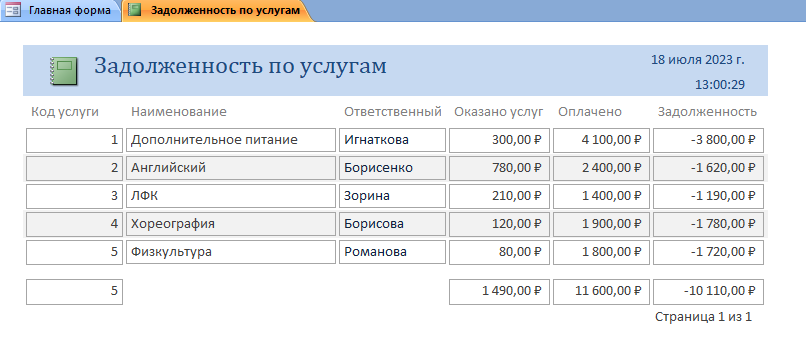 Главная форма Задолженность по услугам
Задолженность по услугам 18 июля 2023 г.
13:00:29
Код услуги Наименование Ответственный Оказано услуг Оплачено Задолженность
1 Дополнительное питание Игнаткова 300,00 ₽ 4 100,00 ₽ -3 800,00 ₽
2 Английский Борисенко 780,00 ₽ 2 400,00 ₽ -1 620,00 ₽
3 ЛФК Зорина 210,00 ₽ 1 400,00 ₽ -1 190,00 ₽
4 Хореография Борисова 120,00 ₽ 1 900,00 ₽ -1 780,00 ₽
5 Физкультура Романова 80,00 ₽ 1 800,00 ₽ -1 720,00 ₽
5 1 490,00 ₽ 11 600,00 ₽ -10 110,00 ₽
Страница 1 из 1